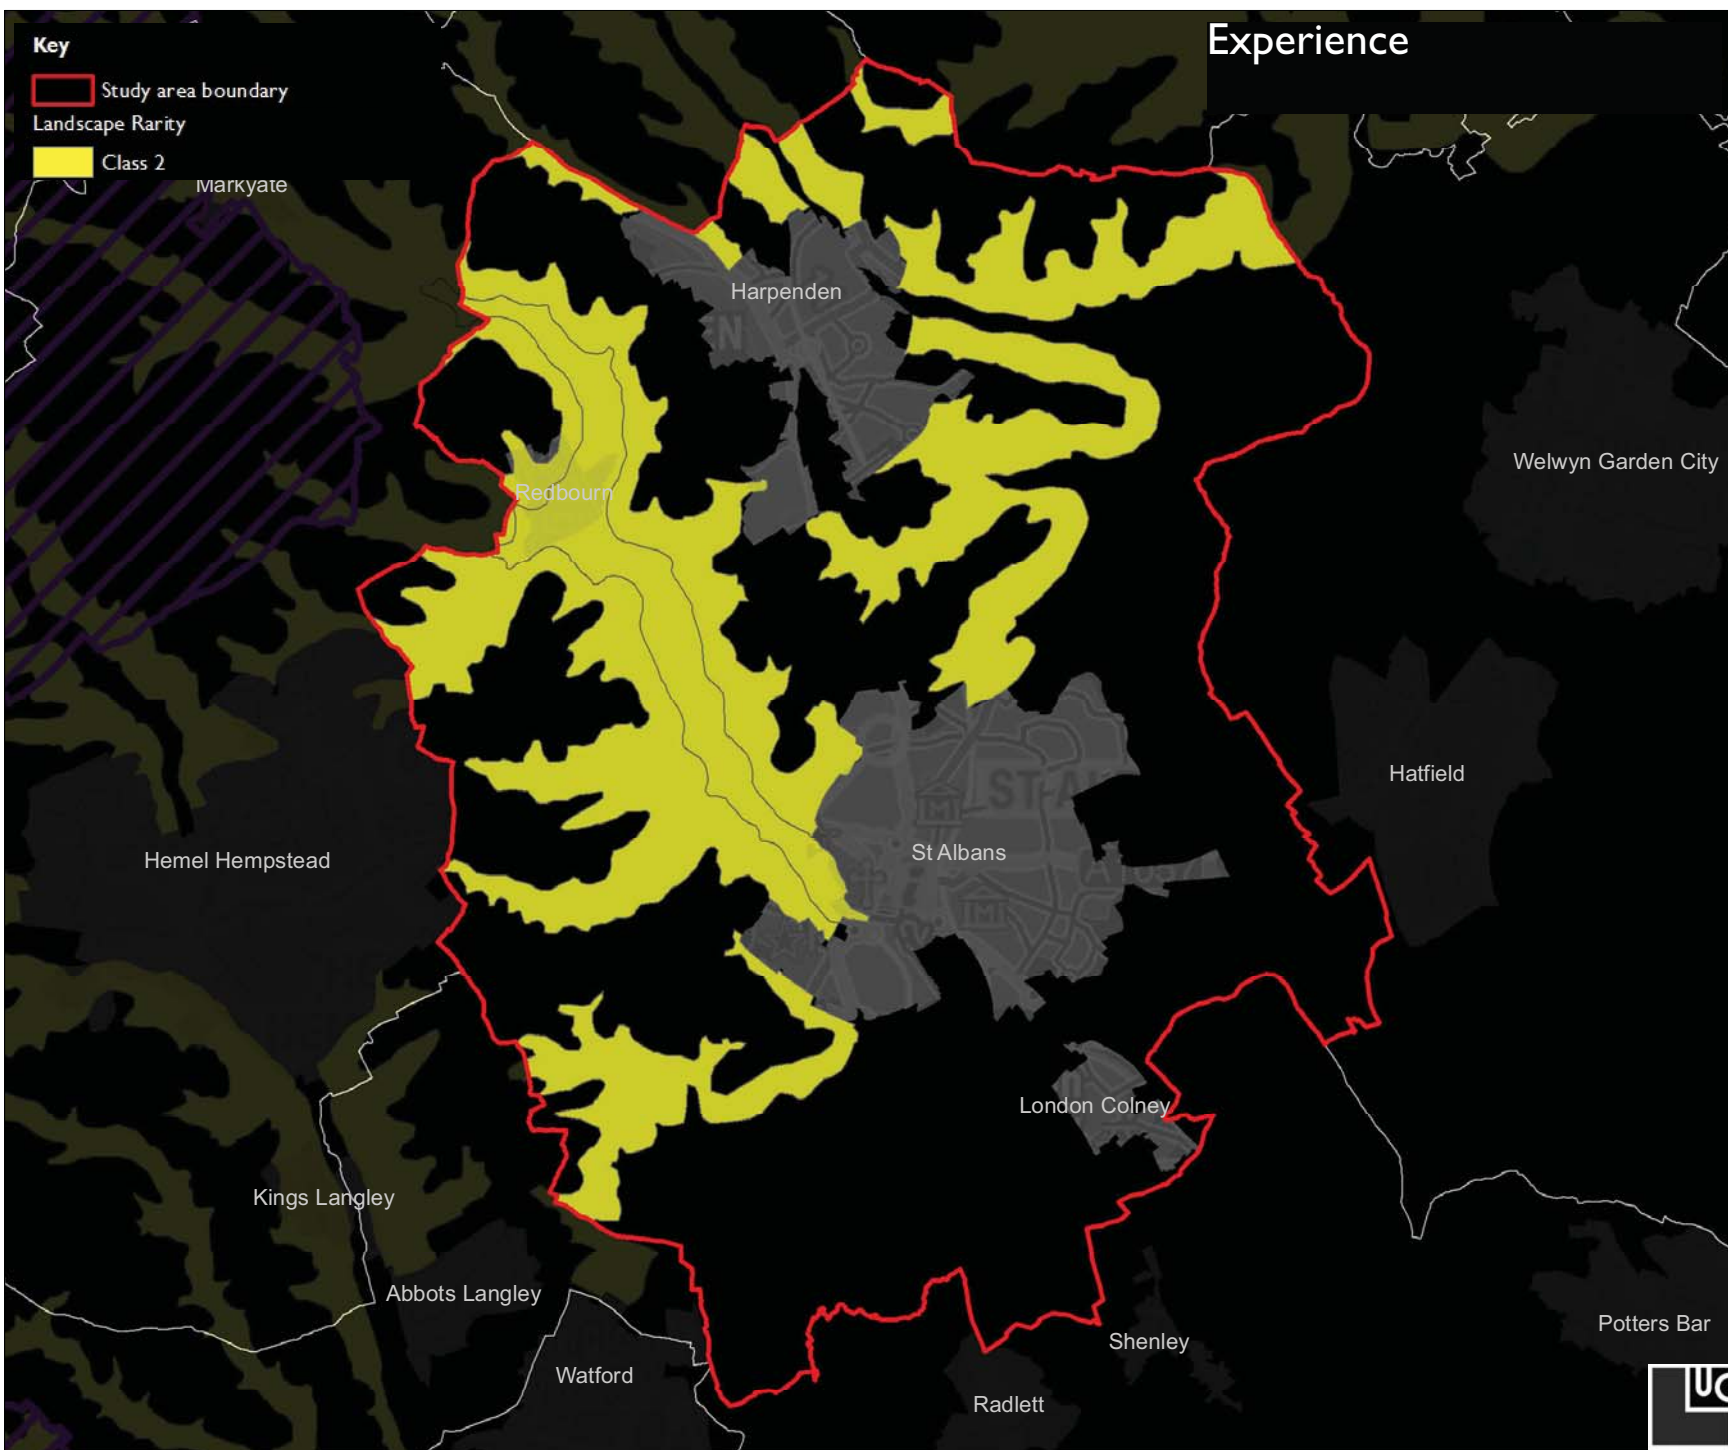 Experience
Key
Study area boundary
Landscape Rarity
Class 2
Markyate
Harpenden
Redbourn
Welwyn Garden City
Hatfield
Hemel Hempstead
St Albans
London Colney
Kings Langley
Abbots Langley
Watford
Shenley
Radlett
Potters Bar